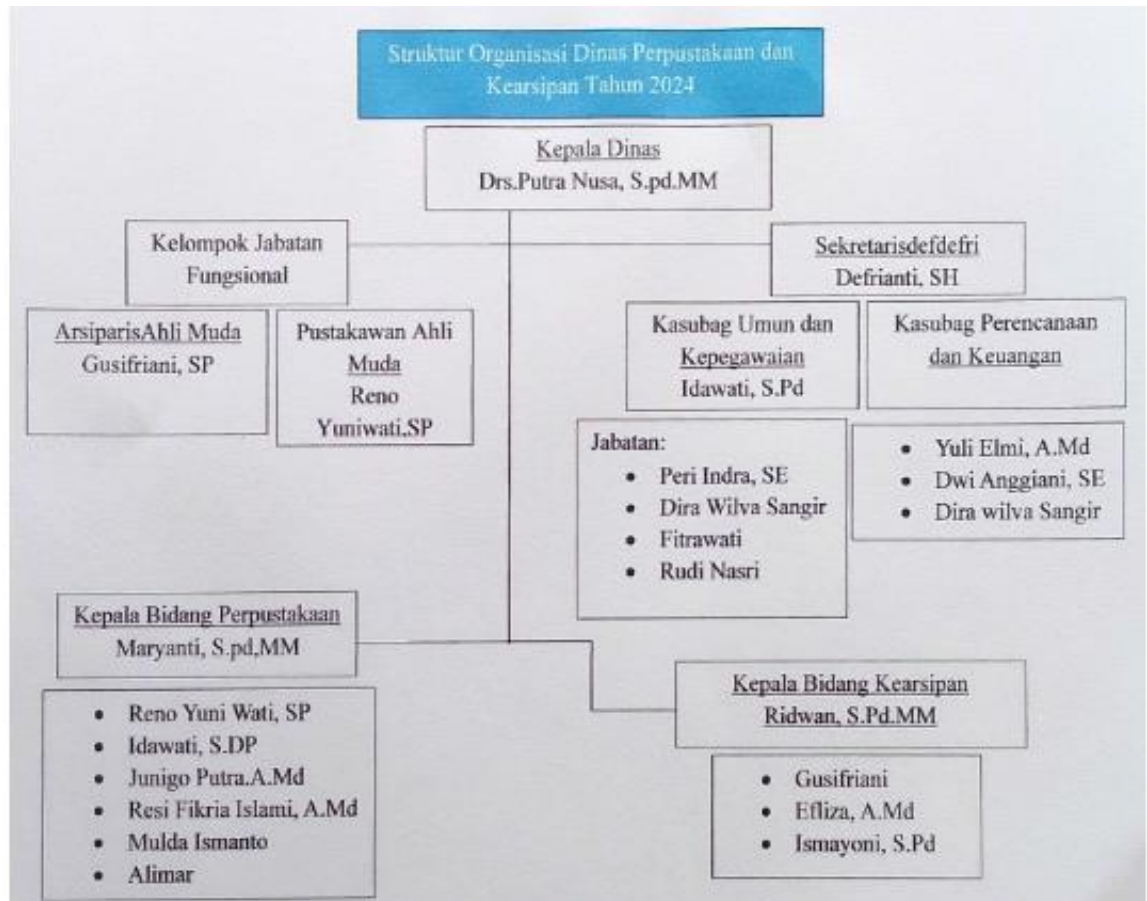 Struktur Organisasi Dinas Perpustakaan dan
Kearsipan Tahun 2024
Kepala Dinas
Drs.Putra Nusa, S.pd.MM
Kelompok Jabatan
Fungsional
Sekretarisdefdefri
Defrianti, SH
ArsiparisAhli Muda
Gusifriani, SP
Pustakawan Ahli
Muda
Reno
Yuniwati,SP
Kasubag Umun dan
Kepegawaian
Idawati, S.Pd
Kasubag Perencanaan
dan Keuangan
Jabatan:
• Peri Indra, SE
• Dira Wilva Sangir
• Fitrawati
• Rudi Nasri
• Yuli Elmi, A.Md
• Dwi Anggiani, SE
• Dira wilva Sangir
Kepala Bidang Perpustakaan
Maryanti, S.pd,MM
• Reno Yuni Wati, SP
• Idawati, S.DP
• Junigo Putra.A.Md
• Resi Fikria Islami, A.Md
• Mulda Ismanto
• Alimar
Kepala Bidang Kearsipan
Ridwan, S.Pd.MM
• Gusifriani
• Efliza, A.Md
• Ismayoni, S.Pd